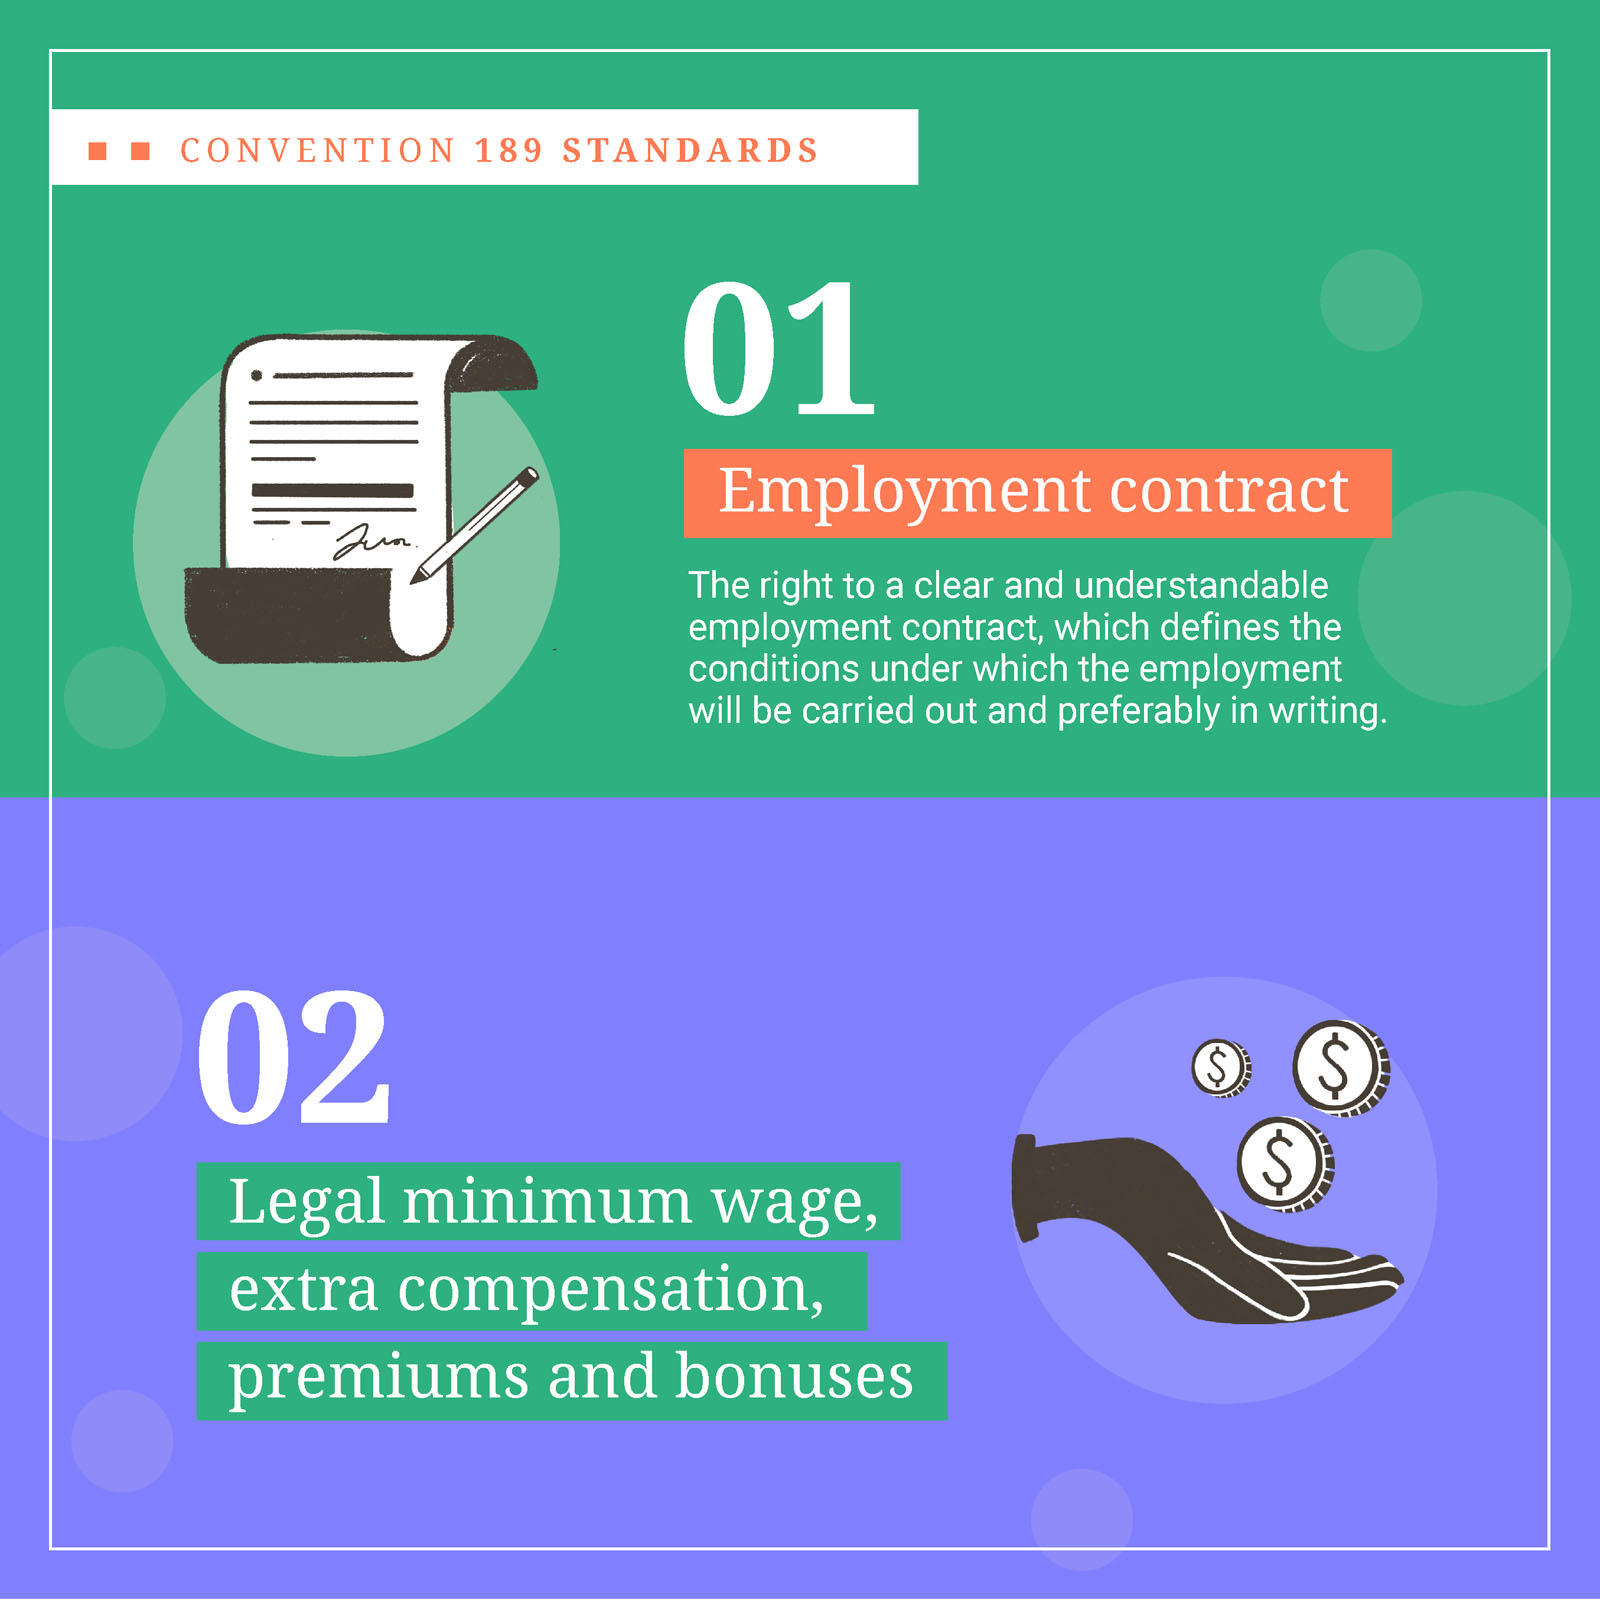 CONVENTION 189 STANDARDS
01
Employment contract
The right to a clear and understandable
employment contract, which defines the
conditions under which the employment
will be carried out and preferably in writing.
02
Legal minimum wage,
extra compensation,
premiums and bonuses
$
$
$